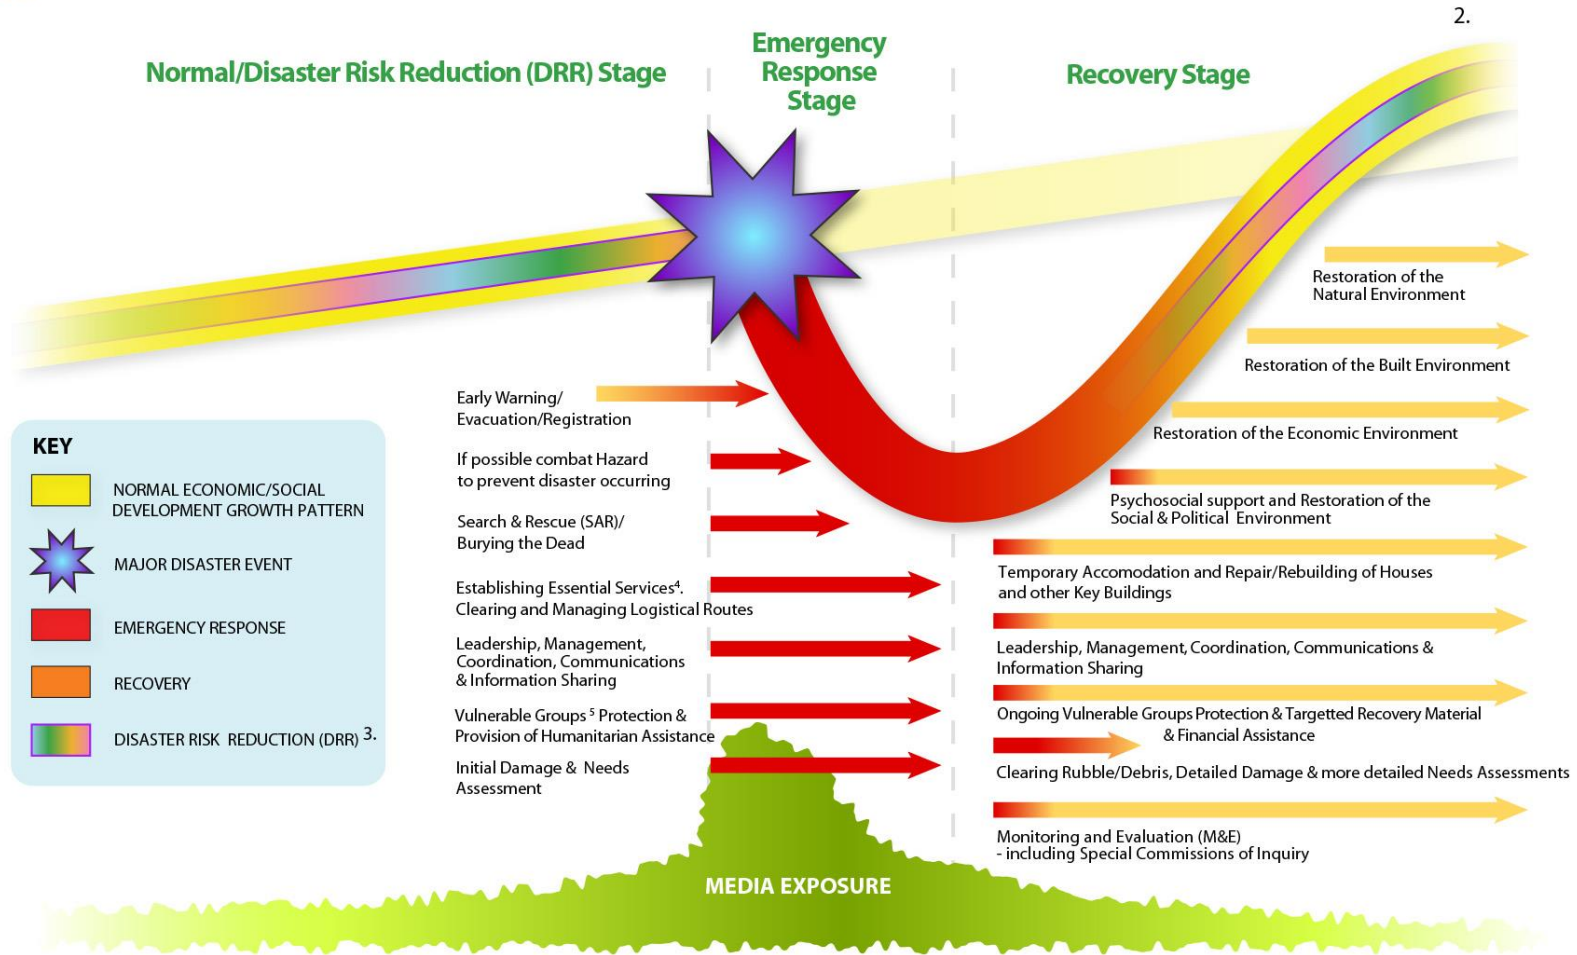 2.
Normal/Disaster Risk Reduction (DRR) Stage
Emergency
Response
Stage
Recovery Stage
Early Warning/
Evacuation/Registration
If possible combat Hazard
to prevent disaster occurring
Search & Rescue (SAR)/
Burying the Dead
Establishing Essential Services4.
Clearing and Managing Logistical Routes
Leadership, Management,
Coordination, Communications
& Information Sharing
Vulnerable Groups 5 Protection &
Provision of Humanitarian Assistance
Initial Damage & Needs
Assessment
Restoration of the
Natural Environment
Restoration of the Built Environment
Restoration of the Economic Environment
Psychosocial support and Restoration of the
Social & Political Environment
Temporary Accomodation and Repair/Rebuilding of Houses
and other Key Buildings
Leadership, Management, Coordination, Communications &
Information Sharing
Ongoing Vulnerable Groups Protection & Targetted Recovery Material
& Financial Assistance
Clearing Rubble/Debris, Detailed Damage & more detailed Needs Assessments
Monitoring and Evaluation (M&E)
- including Special Commissions of Inquiry
KEY
NORMAL ECONOMIC/SOCIAL
DEVELOPMENT GROWTH PATTERN
MAJOR DISASTER EVENT
EMERGENCY RESPONSE
RECOVERY
DISASTER RISK REDUCTION (DRR) 3.
MEDIA EXPOSURE